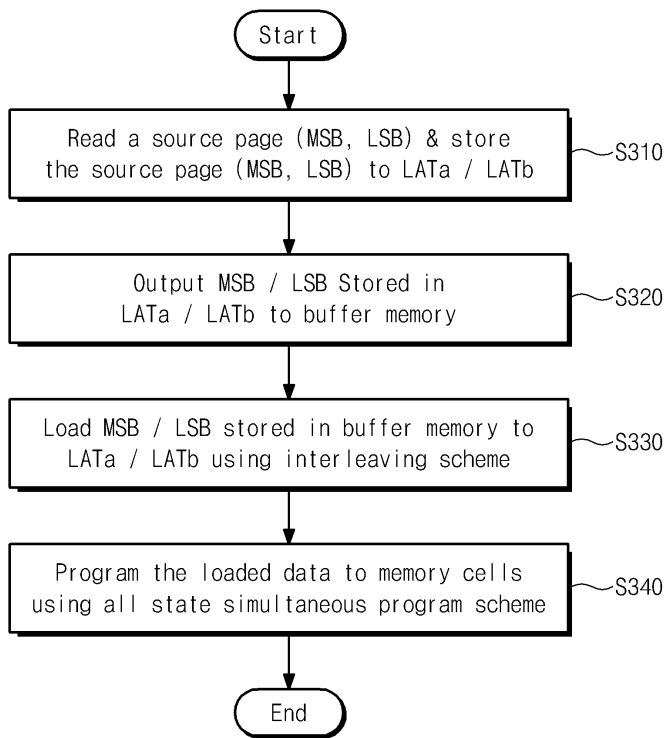 Start
Read a source page (MSB, LSB) & store
the source page (MSB, LSB) to LATa / LATb
S310
Output MSB / LSB Stored in
LATa / LATb to buffer memory
S320
Load MSB / LSB stored in buffer memory to
LATa / LATb using interleaving scheme
S330
Program the loaded data to memory cells
using all state simultaneous program scheme
S340
End